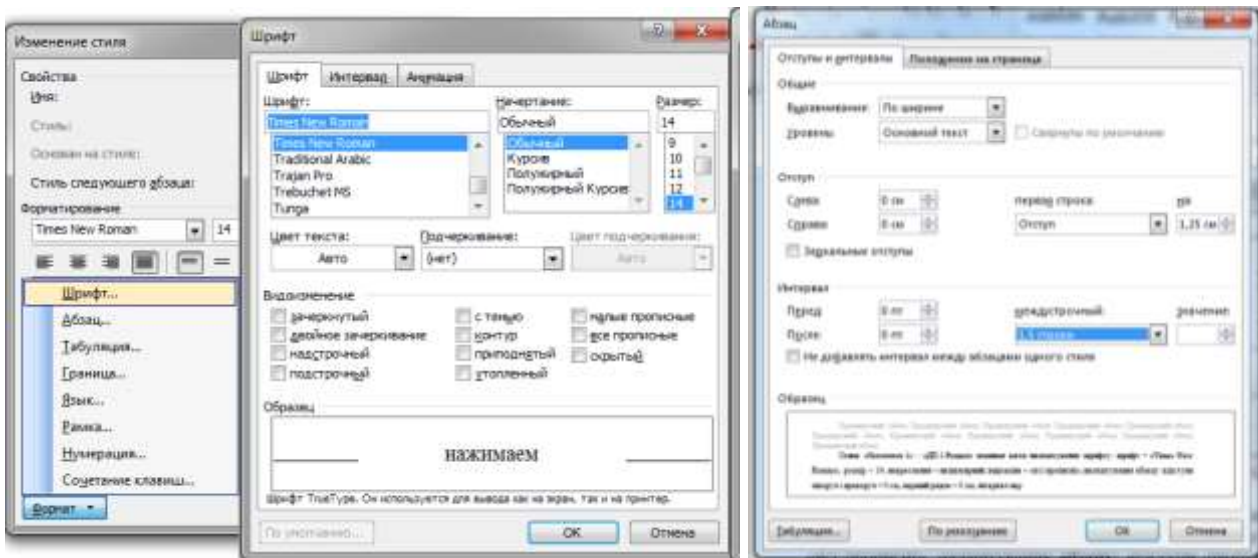 Изменение стиля
Свойства
Имя:
Стиль:
Основан на стиле:
Стиль следующего абзаца:
Форматирование
Times New Roman 14
Шрифт...
Абзац...
Табуляция...
Граница...
Язык...
Рамка...
Нумерация...
Сочетание клавиш...
Формат
Шрифт
Шрифт Интервал Анимация
Шрифт: Начертание: Размер:
Times New Roman Обычный 14
Times New Roman Обычный 9
Traditional Arabic Курсив 10
Trajan Pro Полужирный 11
Trebuchet MS Полужирный Курсив 12
Tunga 14
Цвет текста: Подчеркивание: Цвет подчеркивания:
Авто (нет) Авто
Видоизменение
зачеркнутый с тенью малые прописные
двойное зачеркивание контур все прописные
надстрочный приподнятый скрытый
подстрочный утопленный
Образец
нажимаем
Шрифт TrueType. Он используется для вывода как на экран, так и на принтер.
По умолчанию... ОК Отмена
Абзац
Отступы и интервалы Положение на странице
Общие
Выравнивание: По ширине
Уровень: Основной текст Свернуты по умолчанию
Отступ
Слева: 0 см первая строка: на:
Справа: 0 см Отступ 1,25 см
Зеркальные отступы
Интервал
Перед: 0 пт междустрочный: значение:
После: 0 пт 1,5 строки
Не добавлять интервал между абзацами одного стиля
Образец
Табуляция... По умолчанию ОК Отмена